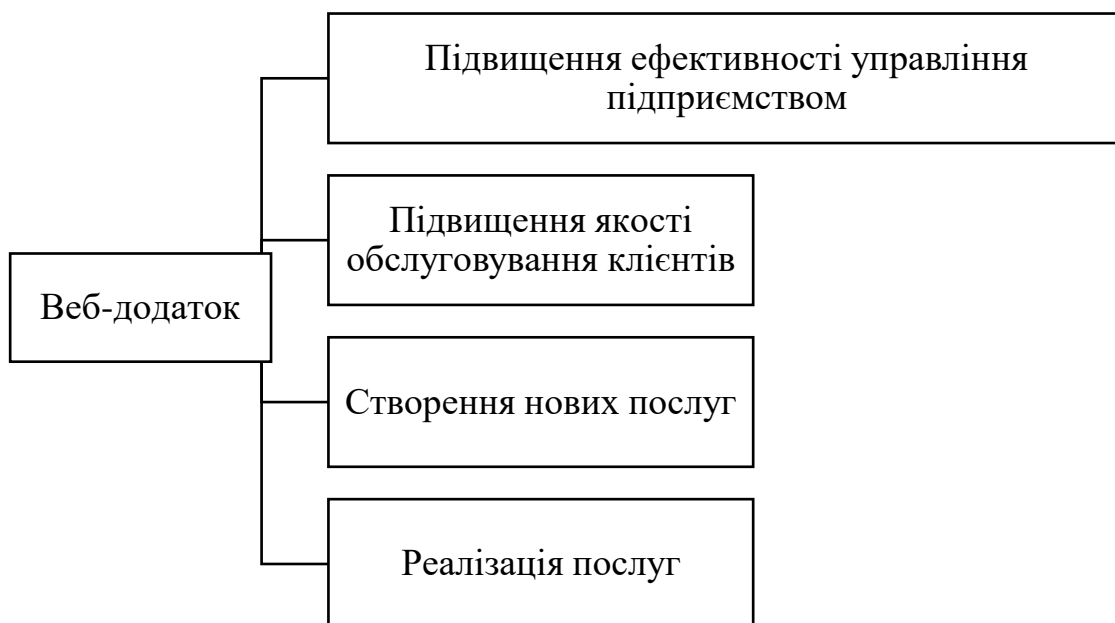 Підвищення ефективності управління
підприємством
Підвищення якості
обслуговування клієнтів
Веб-додаток
Створення нових послуг
Реалізація послуг